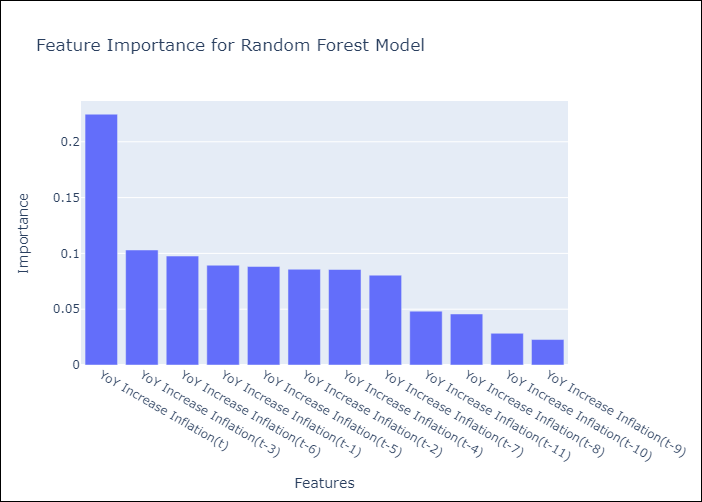 Feature Importance for Random Forest Model
Importance
0.2
0.15
0.1
0.05
0
YoY Increase Inflation(t)
YoY Increase Inflation(t-3)
YoY Increase Inflation(t-6)
YoY Increase Inflation(t-1)
YoY Increase Inflation(t-5)
YoY Increase Inflation(t-2)
YoY Increase Inflation(t-4)
YoY Increase Inflation(t-7)
YoY Increase Inflation(t-11)
YoY Increase Inflation(t-8)
YoY Increase Inflation(t-10)
YoY Increase Inflation(t-9)
Features